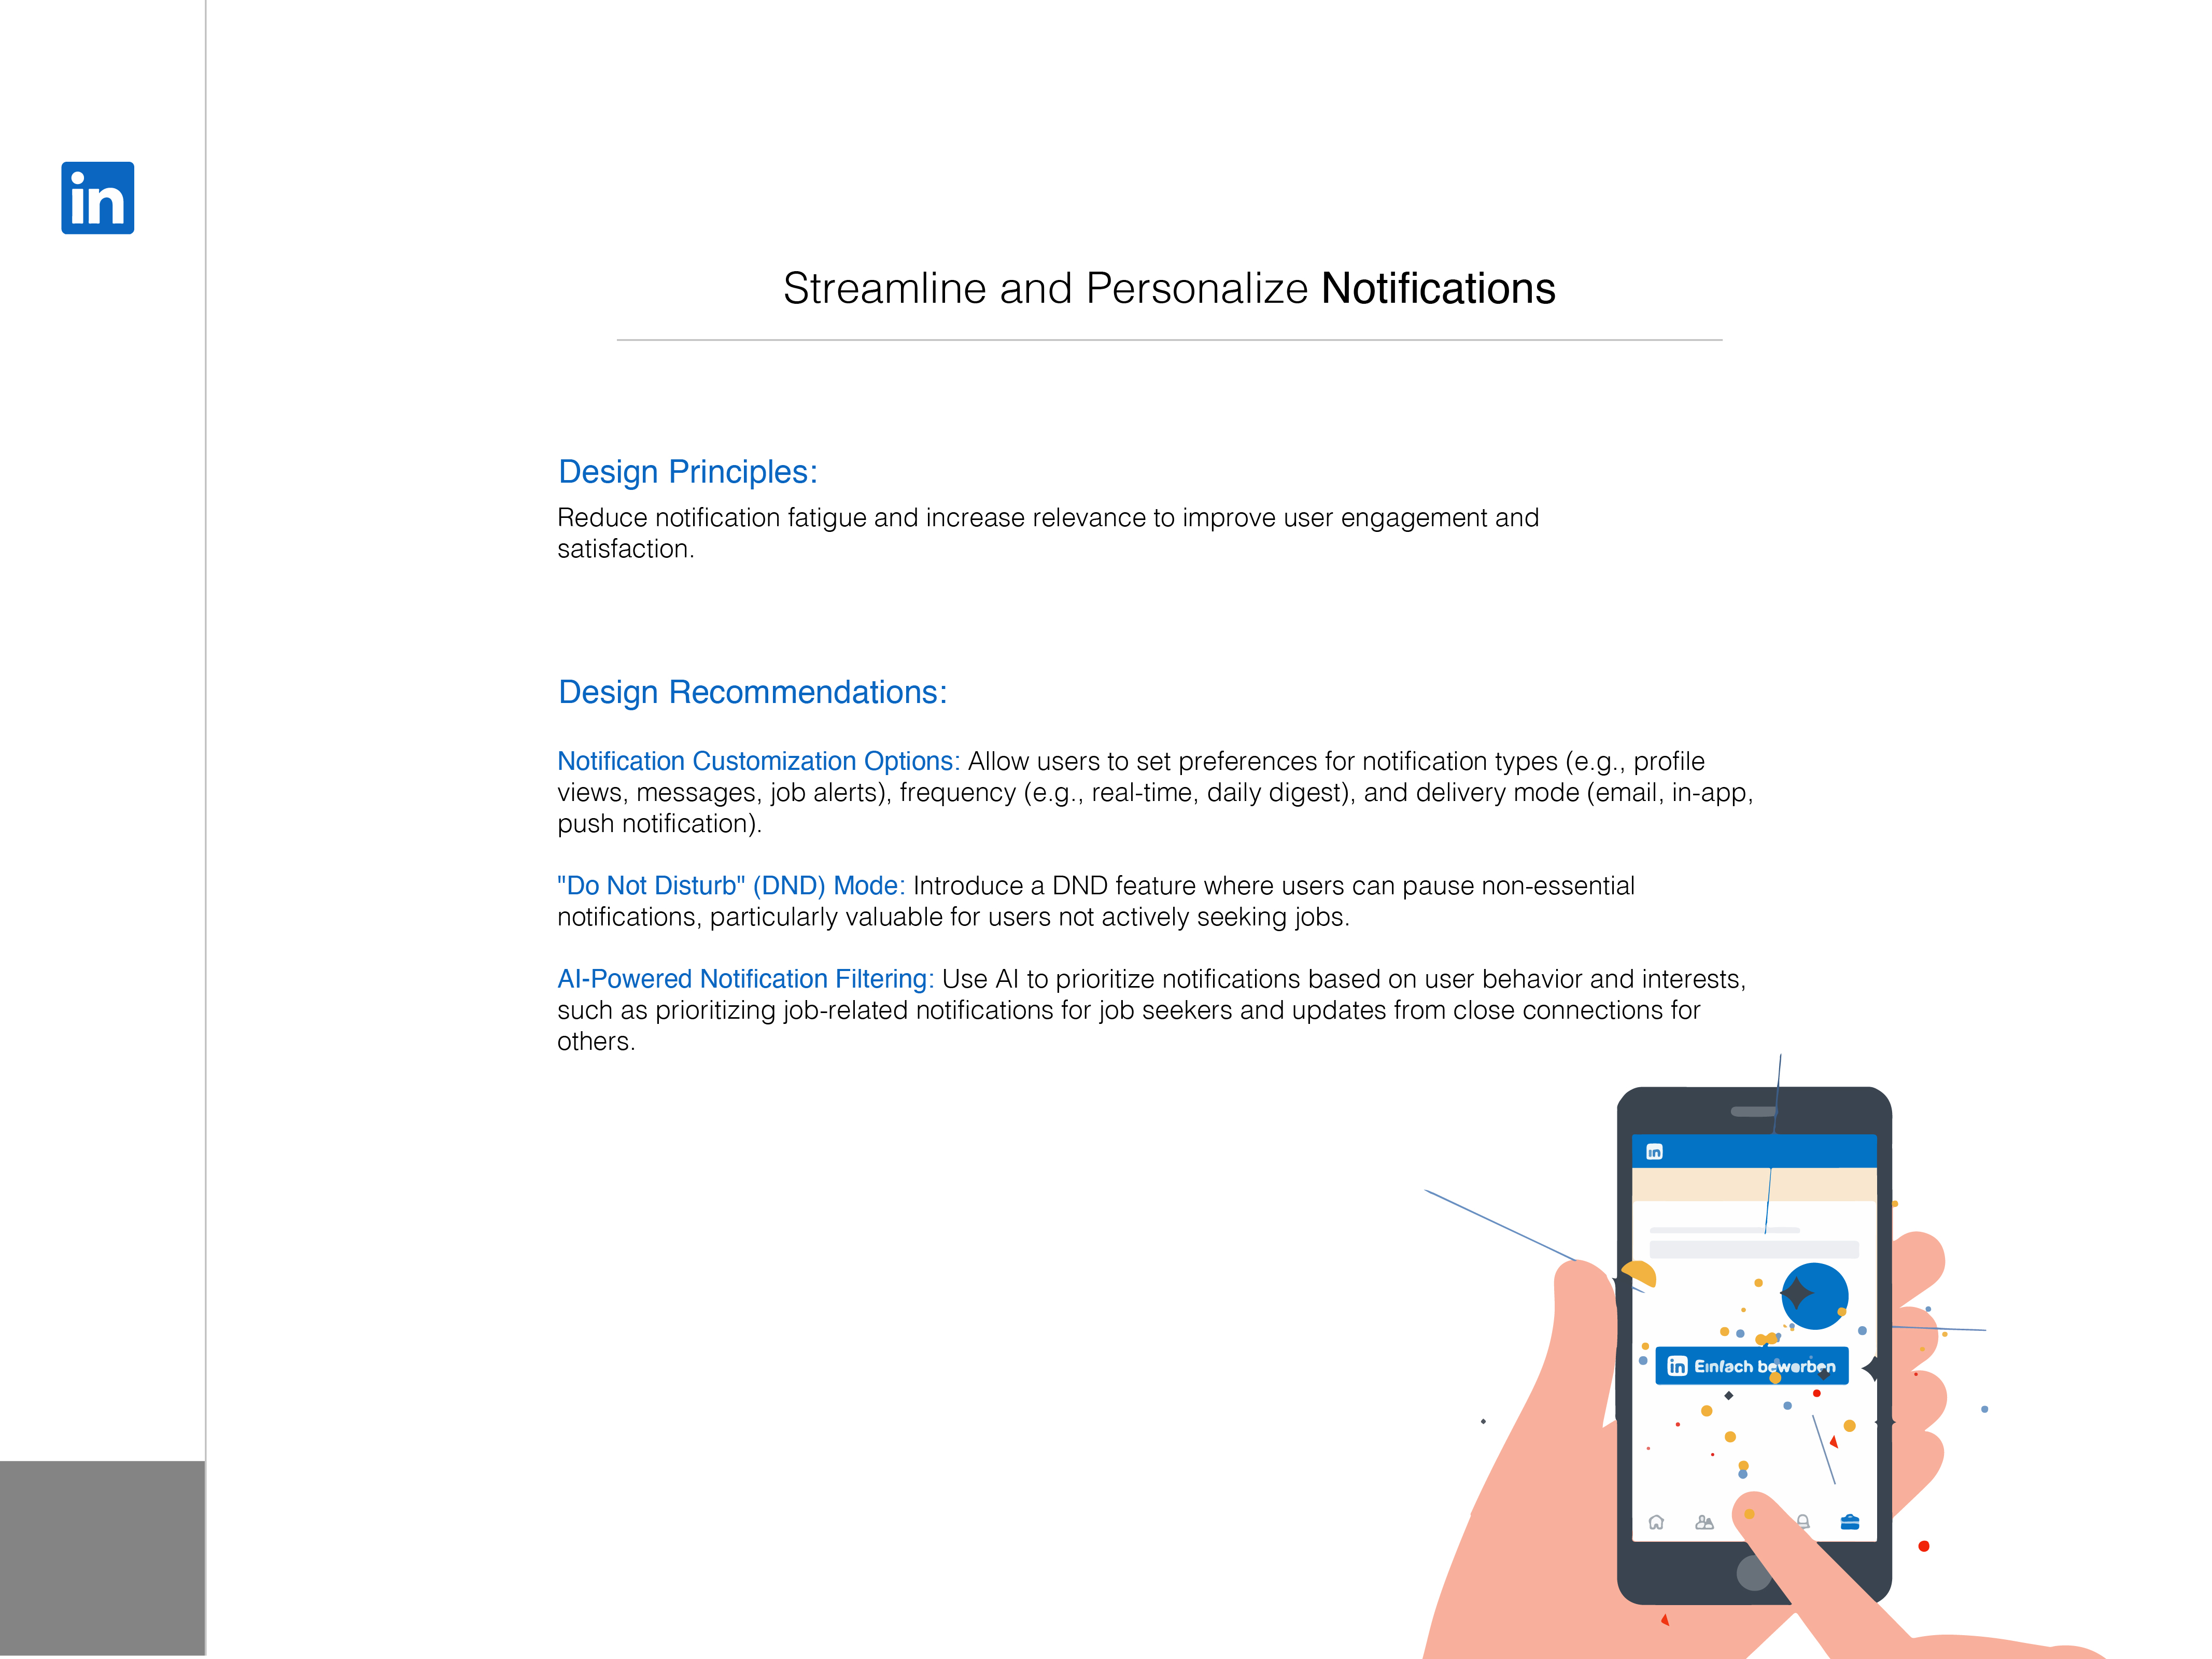 in
Streamline and Personalize Notifications
Design Principles:
Reduce notification fatigue and increase relevance to improve user engagement and
satisfaction.
Design Recommendations:
Notification Customization Options: Allow users to set preferences for notification types (e.g., profile
views, messages, job alerts), frequency (e.g., real-time, daily digest), and delivery mode (email, in-app,
push notification).
"Do Not Disturb" (DND) Mode: Introduce a DND feature where users can pause non-essential
notifications, particularly valuable for users not actively seeking jobs.
AI-Powered Notification Filtering: Use AI to prioritize notifications based on user behavior and interests,
such as prioritizing job-related notifications for job seekers and updates from close connections for
others.
in
in Einfach bewerben